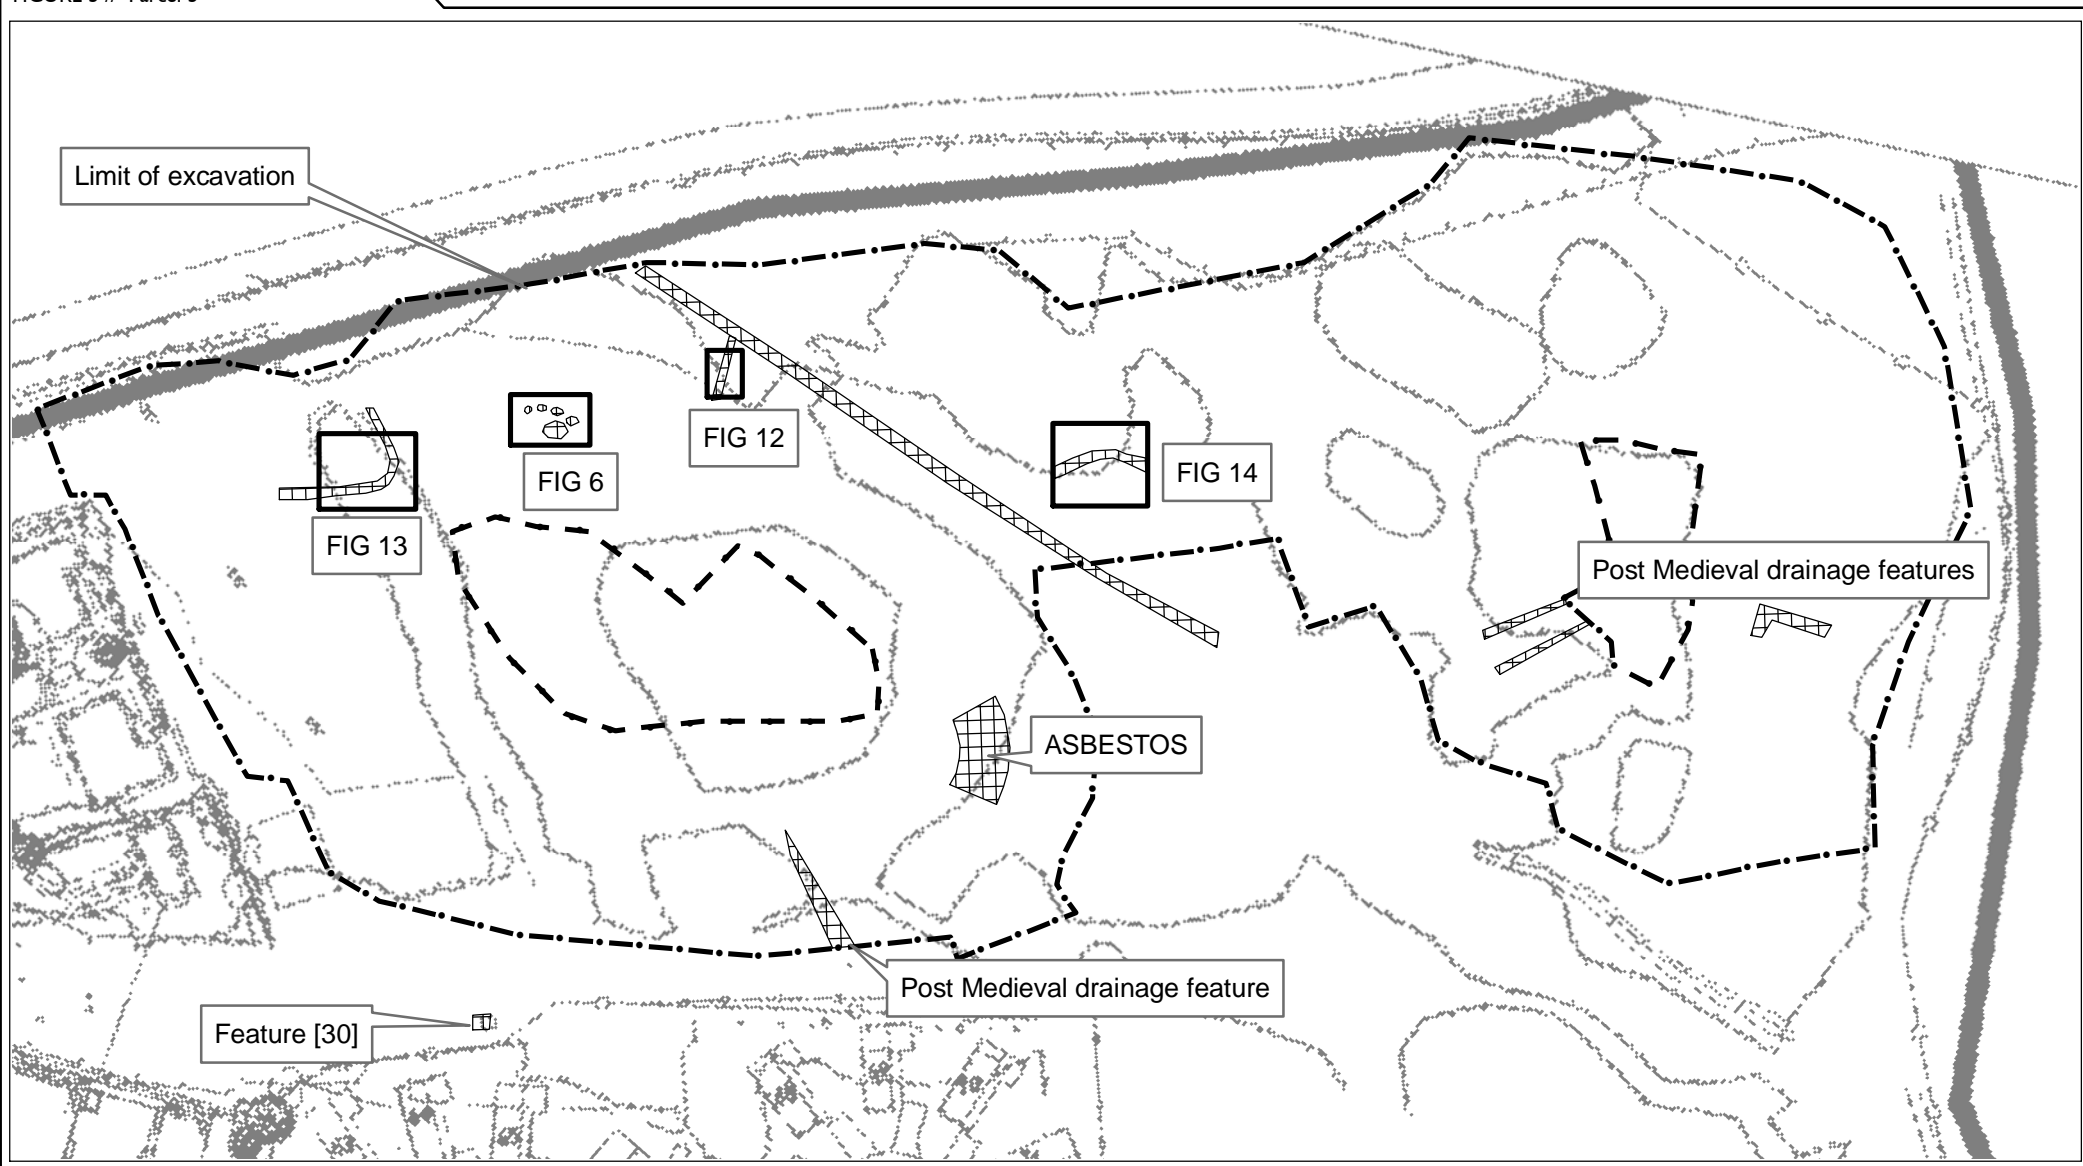 Limit of excavation
FIG 12
FIG 6
FIG 14
FIG 13
Post Medieval drainage features
ASBESTOS
Post Medieval drainage feature
Feature [30]